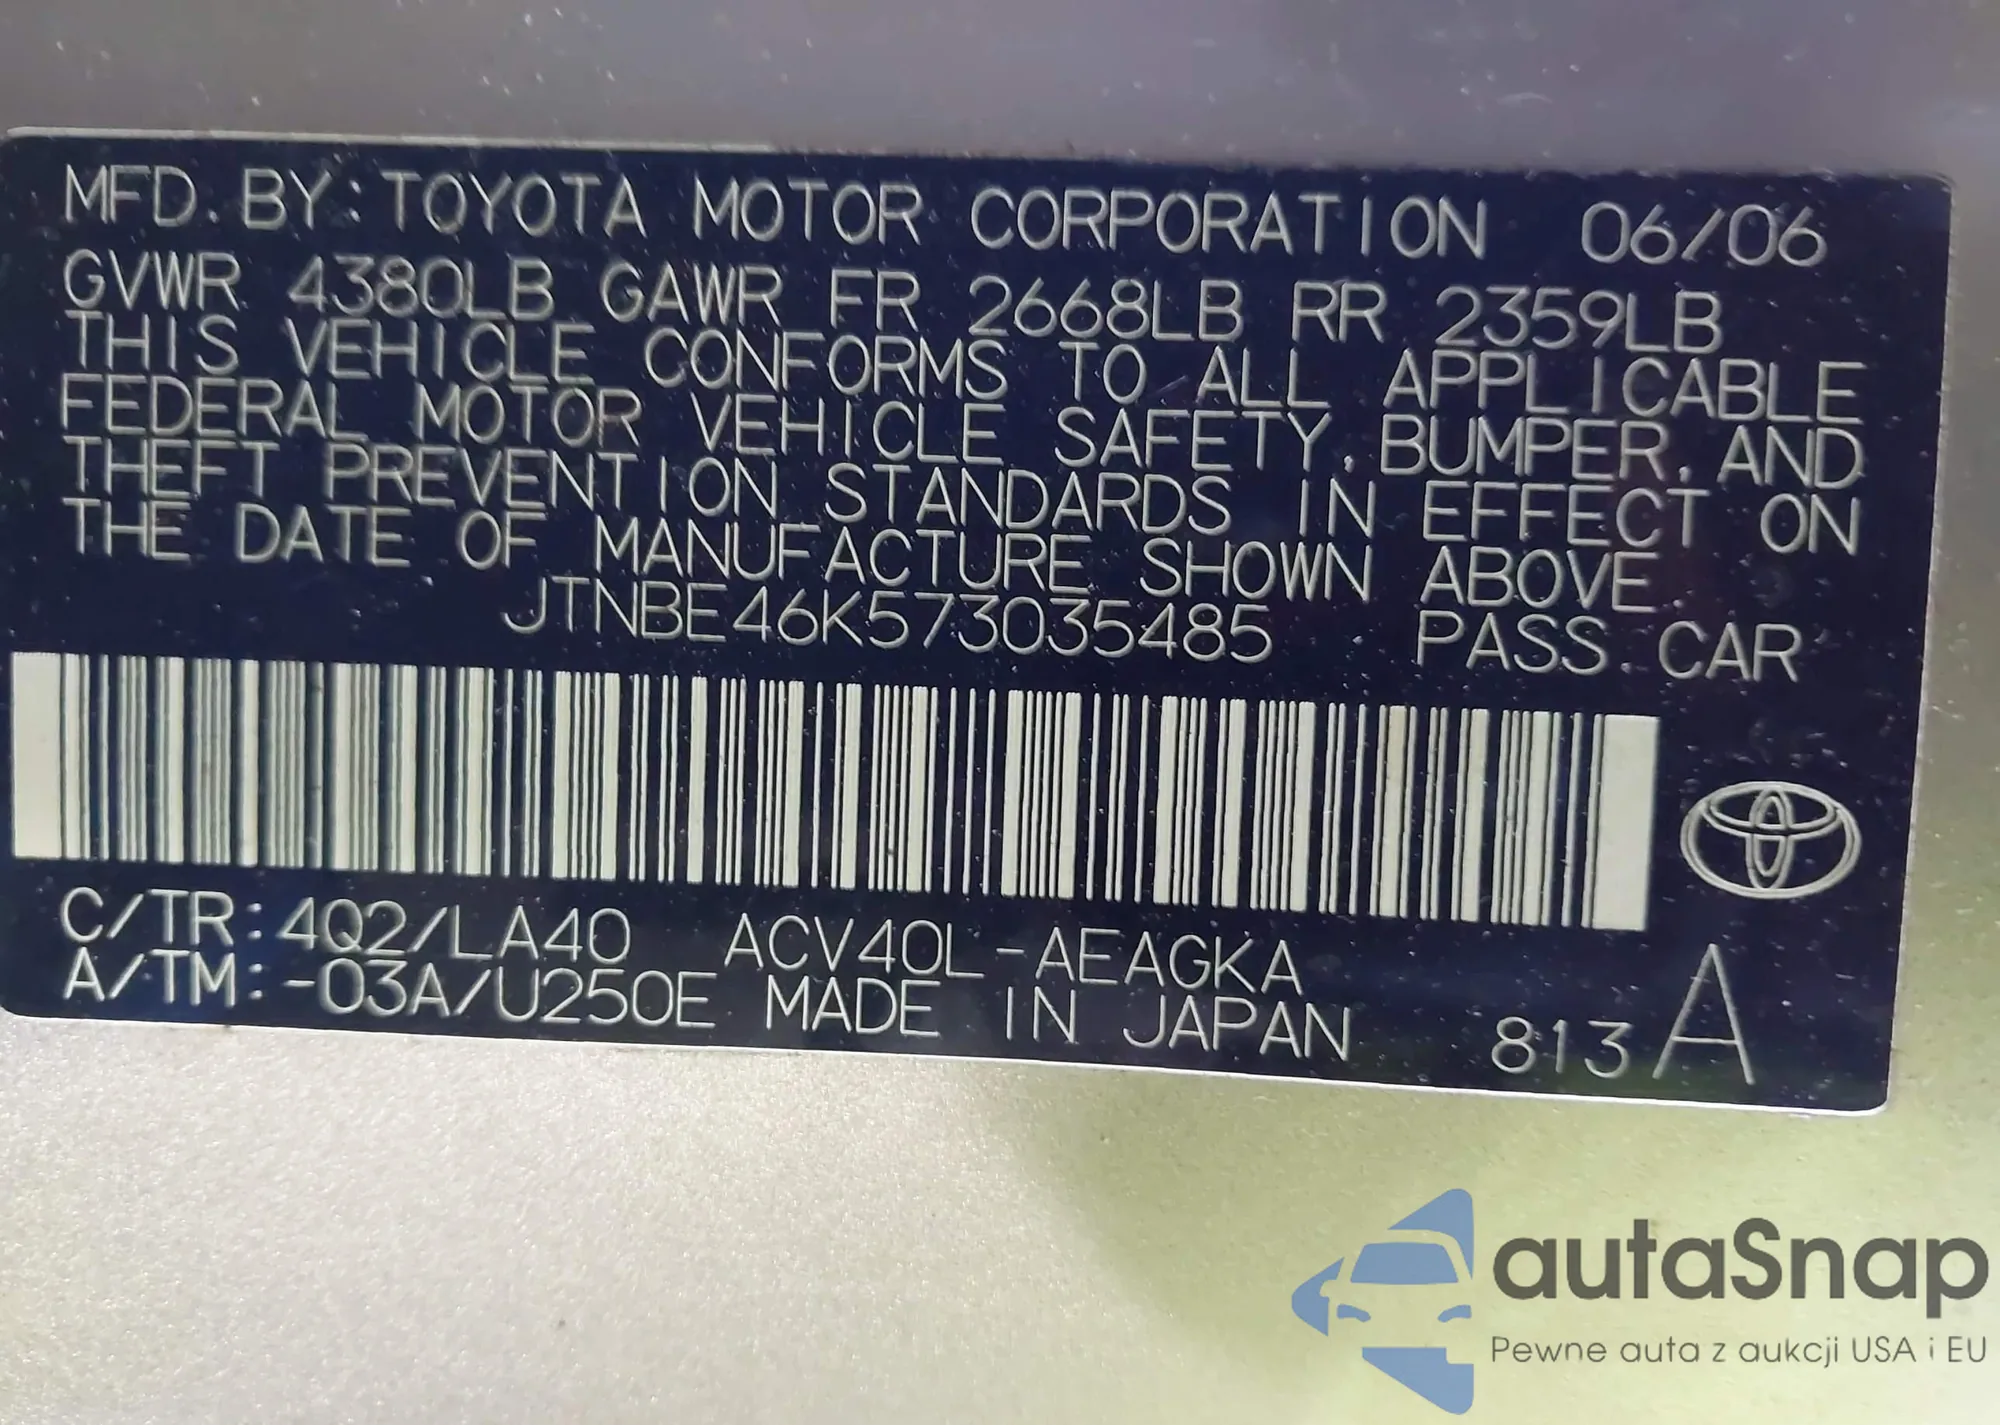 MFD. BY: TOYOTA MOTOR CORPORATION 06/06
GVWR 4380LB GAWR FR 2668LB RR 2359LB
THIS VEHICLE CONFORMS TO ALL APPLICABLE
FEDERAL MOTOR VEHICLE SAFETY, BUMPER, AND
THEFT PREVENTION STANDARDS IN EFFECT ON
THE DATE OF MANUFACTURE SHOWN ABOVE.
JTNBE46K573035485 PASS. CAR
C/TR: 4Q2/LA40 ACV40L-AEAGKA
A/TM: -03A/U250E MADE IN JAPAN 813A
autaSnap
Pewne auta z aukcji USA i EU